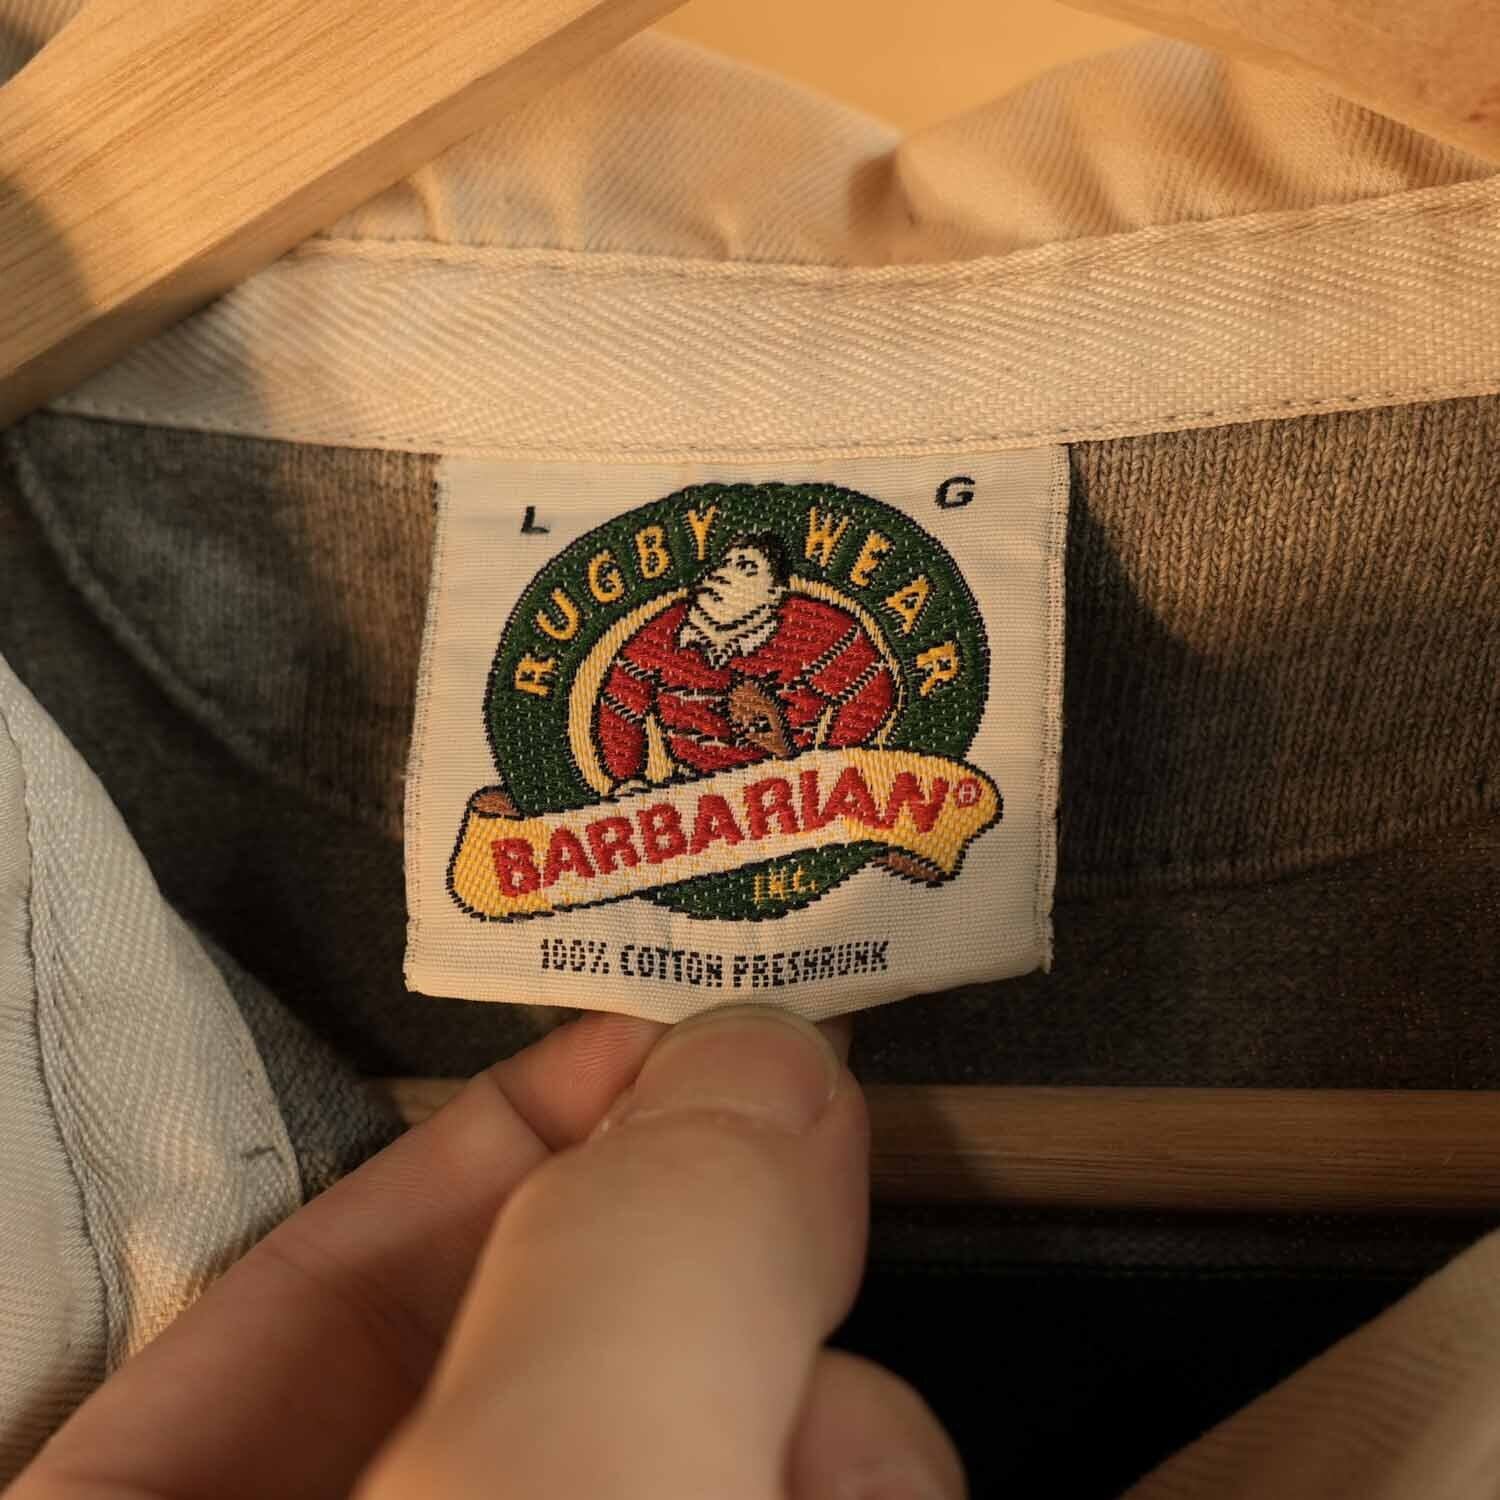 L G
RUGBY WEAR
BARBARIAN®
INC.
100% COTTON PRESHRUNK